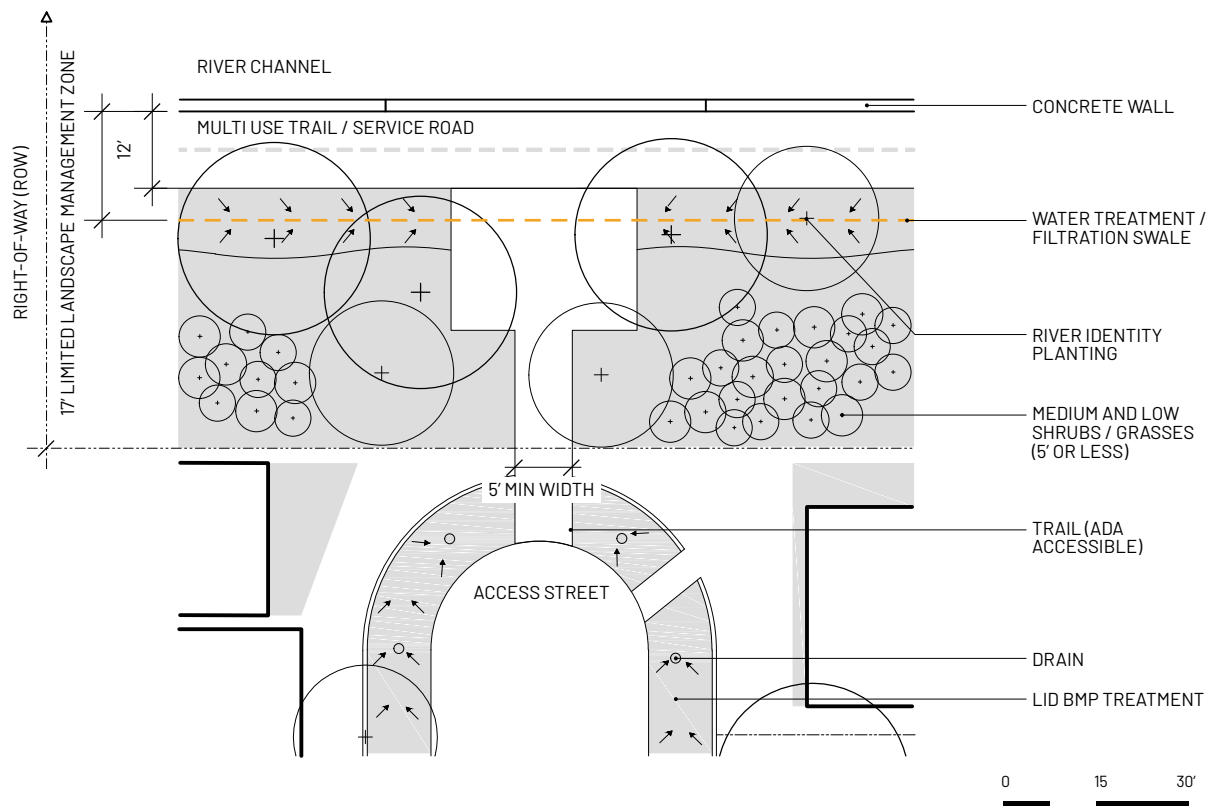 RIVER CHANNEL
CONCRETE WALL
MULTI USE TRAIL / SERVICE ROAD
12'
17' LIMITED LANDSCAPE MANAGEMENT ZONE
RIGHT-OF-WAY (ROW)
WATER TREATMENT /
FILTRATION SWALE
RIVER IDENTITY
PLANTING
MEDIUM AND LOW
SHRUBS / GRASSES
(5' OR LESS)
5' MIN WIDTH
TRAIL (ADA
ACCESSIBLE)
ACCESS STREET
DRAIN
LID BMP TREATMENT
0 15 30'